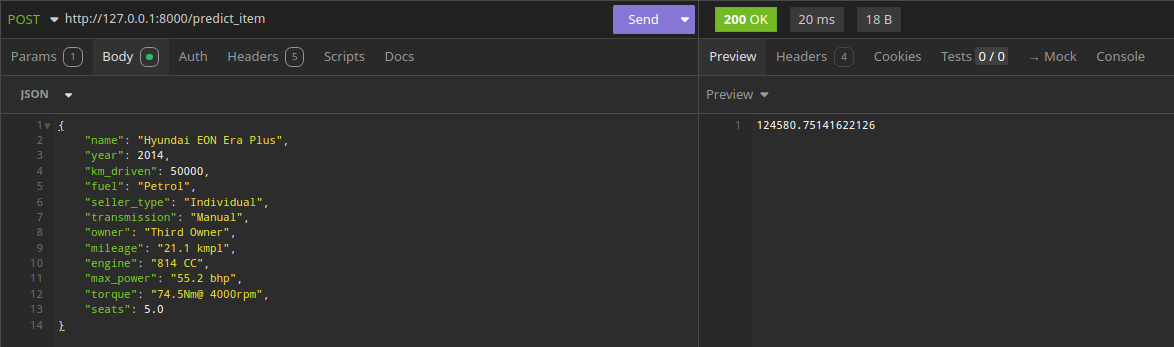 POST http://127.0.0.1:8000/predict_item Send 200 OK 20 ms 18 B
Params 1 Body Auth Headers 5 Scripts Docs Preview Headers 4 Cookies Tests 0 / 0 → Mock Console
JSON Preview
1 {
2 "name": "Hyundai EON Era Plus",
3 "year": 2014,
4 "km_driven": 50000,
5 "fuel": "Petrol",
6 "seller_type": "Individual",
7 "transmission": "Manual",
8 "owner": "Third Owner",
9 "mileage": "21.1 kmpl",
10 "engine": "814 CC",
11 "max_power": "55.2 bhp",
12 "torque": "74.5Nm@ 4000rpm",
13 "seats": 5.0
14 }
1 124580.75141622126